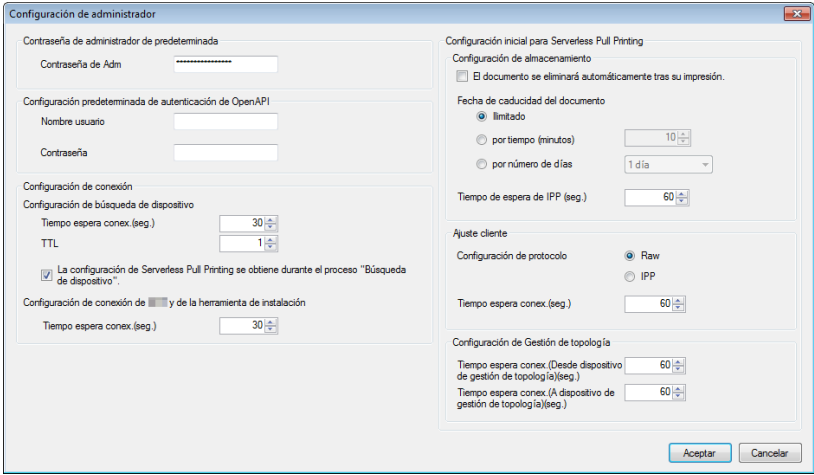 Configuración de administrador
Contraseña de administrador de predeterminada
Contraseña de Adm
****************
Configuración predeterminada de autenticación de OpenAPI
Nombre usuario
Contraseña
Configuración de conexión
Configuración de búsqueda de dispositivo
Tiempo espera conex.(seg.) 30
TTL 1
La configuración de Serverless Pull Printing se obtiene durante el proceso "Búsqueda
de dispositivo".
Configuración de conexión de y de la herramienta de instalación
Tiempo espera conex.(seg.) 30
Configuración inicial para Serverless Pull Printing
Configuración de almacenamiento
El documento se eliminará automáticamente tras su impresión.
Fecha de caducidad del documento
Ilimitado
por tiempo (minutos) 10
por número de días 1 día
Tiempo de espera de IPP (seg.) 60
Ajuste cliente
Configuración de protocolo Raw
IPP
Tiempo espera conex.(seg.) 60
Configuración de Gestión de topología
Tiempo espera conex.(Desde dispositivo 60
de gestión de topología)(seg.)
Tiempo espera conex.(A dispositivo de 60
gestión de topología)(seg.)
Aceptar Cancelar